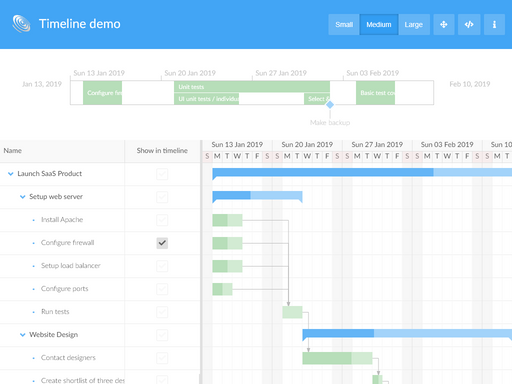 Timeline demo
Small Medium Large
Sun 13 Jan 2019 Sun 20 Jan 2019 Sun 27 Jan 2019 Sun 03 Feb 2019
Jan 13, 2019 Feb 10, 2019
Unit tests
Configure UI unit tests / individu Select Basic test
Make backup
Name Show in timeline
Sun 13 Jan 2019 Sun 20 Jan 2019 Sun 27 Jan 2019 Sun 03 Feb 2019 Sun 10
S M T W T F S S M T W T F S S M T W T F S S M T W T F S S M T
Launch SaaS Product
Setup web server
Install Apache
Configure firewall
Setup load balancer
Configure ports
Run tests
Website Design
Contact designers
Create shortlist of three des